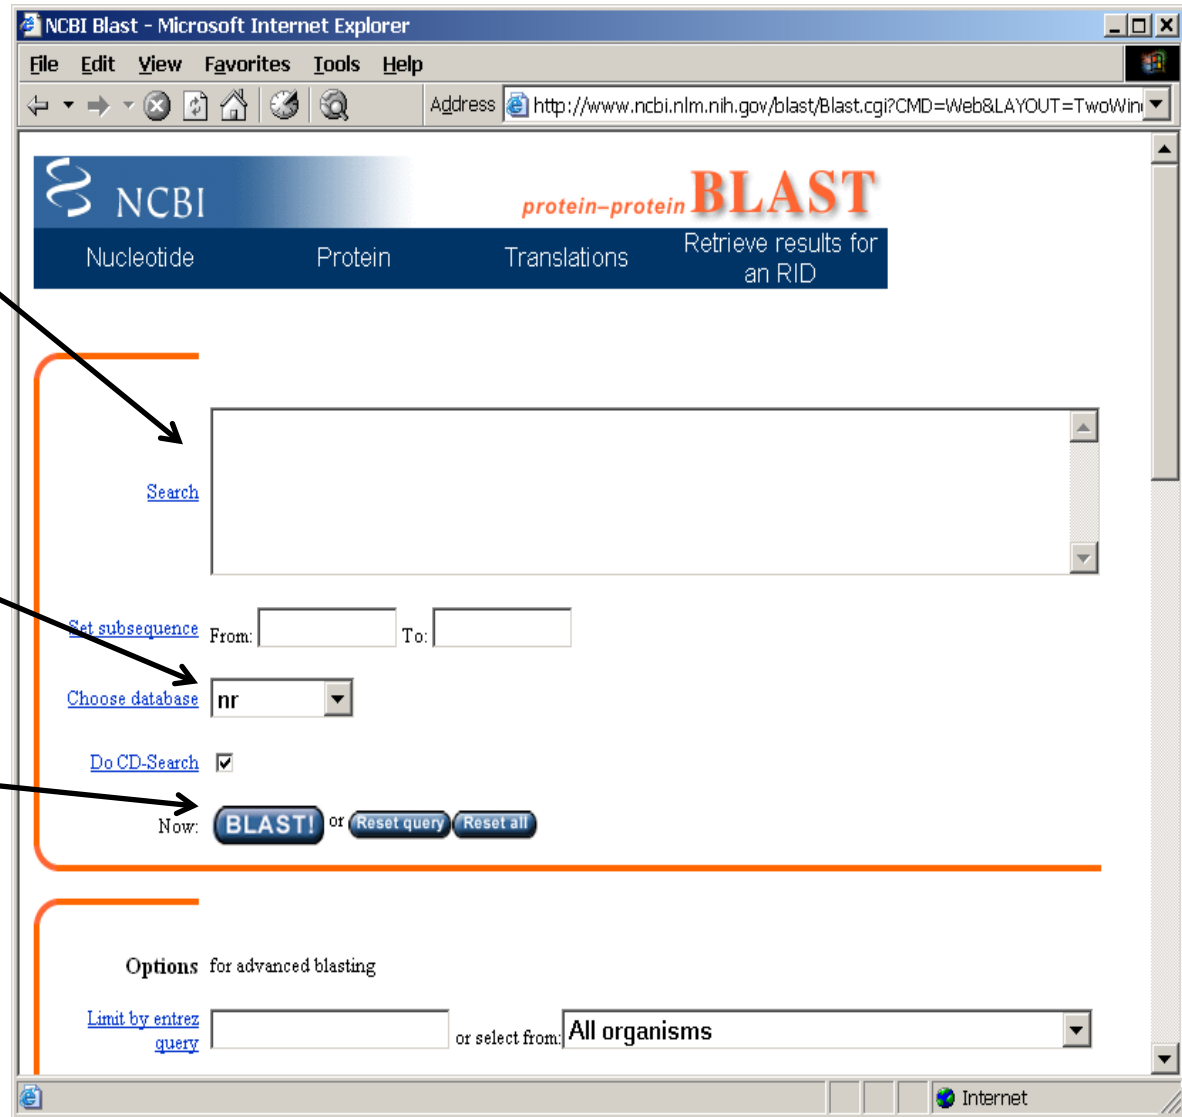 NCBI Blast - Microsoft Internet Explorer
File Edit View Favorites Tools Help
Address http://www.ncbi.nlm.nih.gov/blast/Blast.cgi?CMD=Web&LAYOUT=TwoWin
NCBI
protein-protein BLAST
Nucleotide Protein Translations Retrieve results for an RID
Search
Set subsequence From: To:
Choose database nr
Do CD-Search
Now: BLAST! or Reset query Reset all
Options for advanced blasting
Limit by entrez query or select from: All organisms
Internet